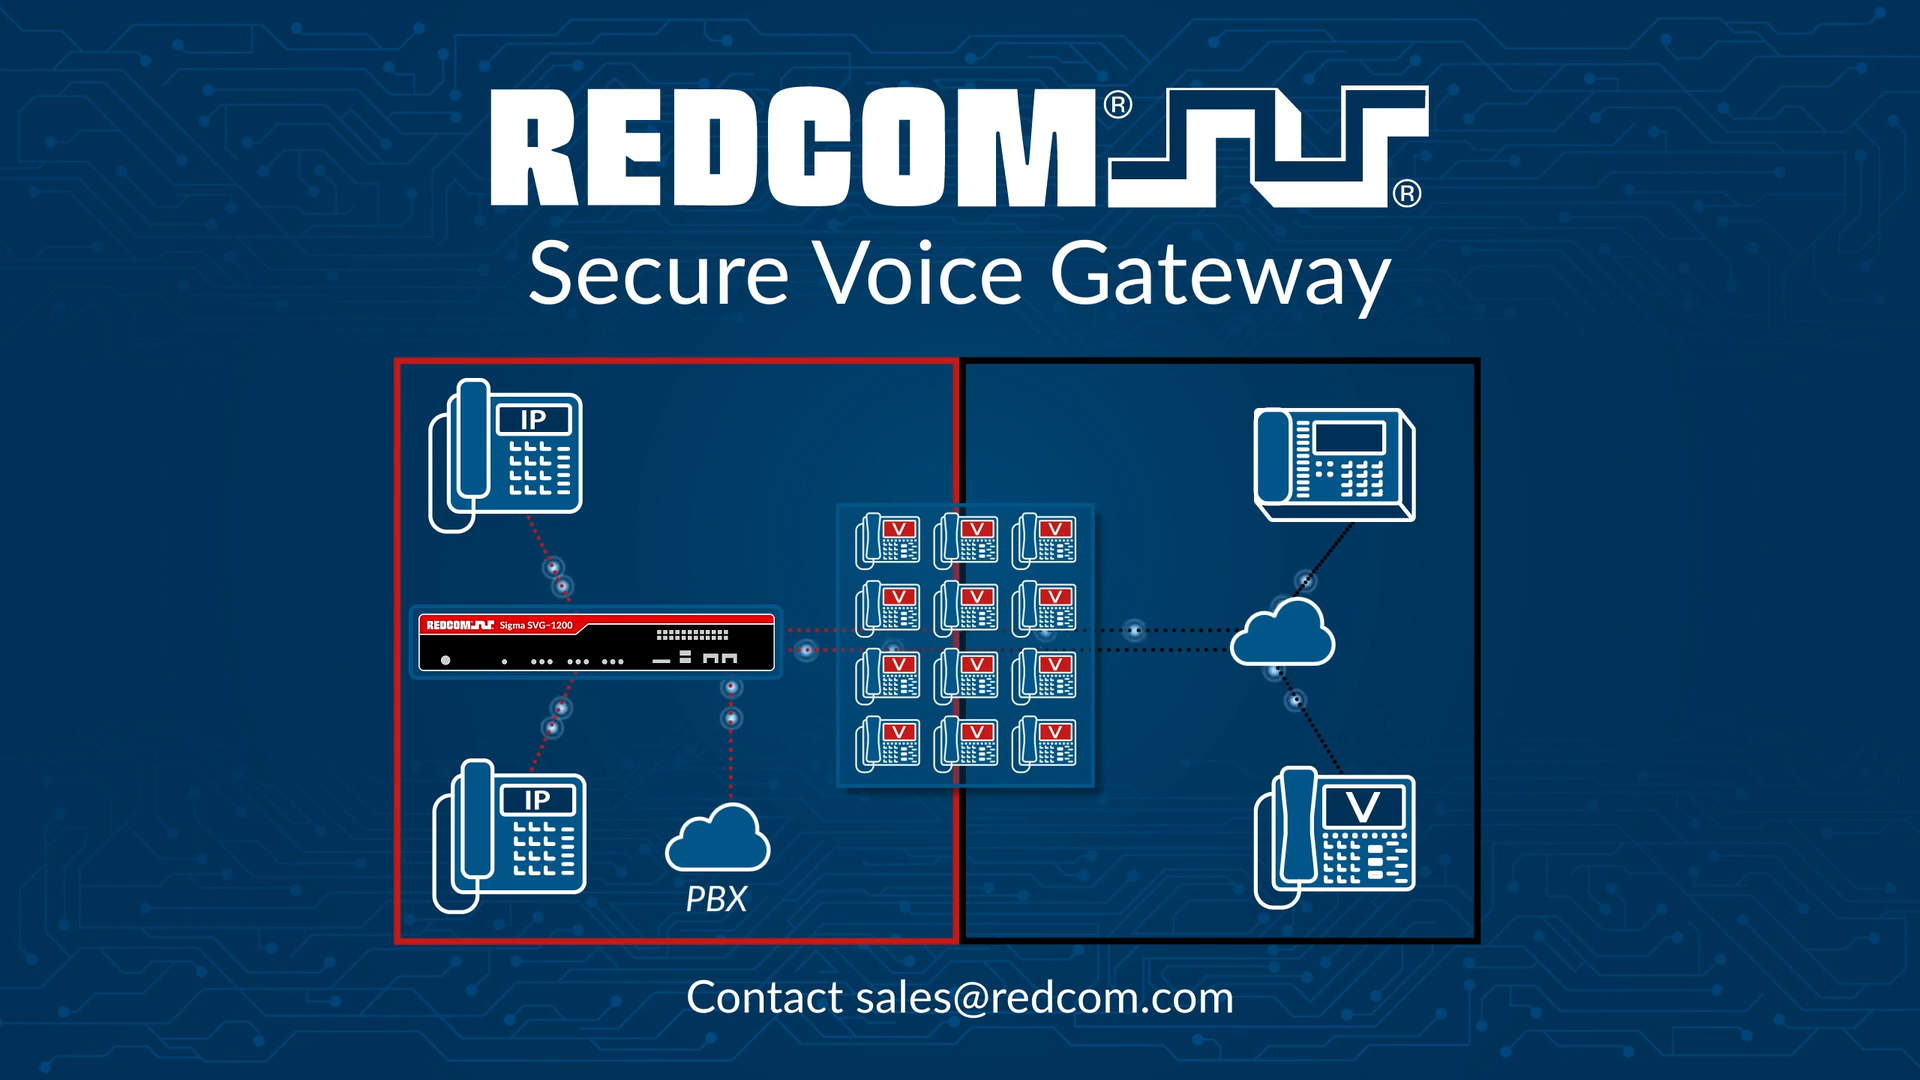 REDCOM® ®
Secure Voice Gateway
IP
V V V
REDCOM Sigma SVG-1200
V V V
V V V
V V V
IP
V
PBX
Contact sales@redcom.com